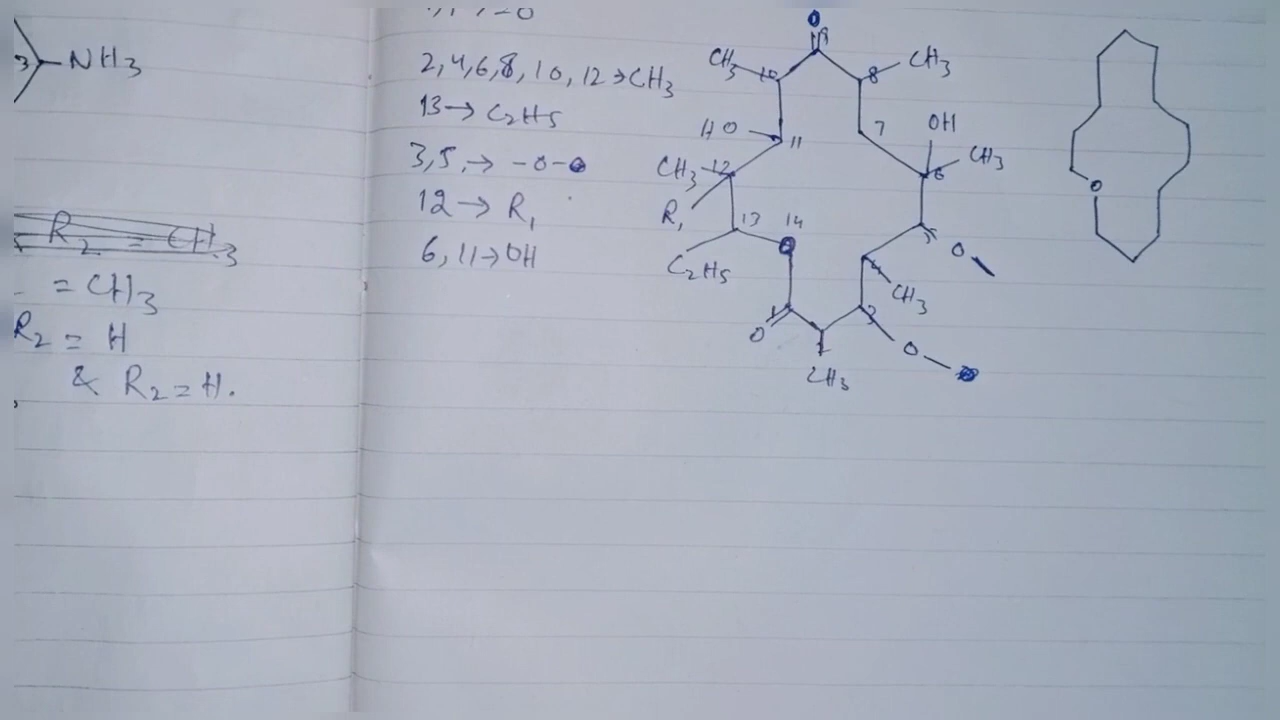 NH3
R2 = CH3
= CH3
R2 = H
& R2 = H.
2, 4, 6, 8, 10, 12 → CH3
13 → C2H5
3, 5, → -O-
12 → R1
6, 11 → OH
O
9
CH3 10 8 CH3
HO 11 7 OH
CH3 12 6 CH3
R1
13 14
C2H5 O 5 O
4 CH3
O 1
O
CH3
O